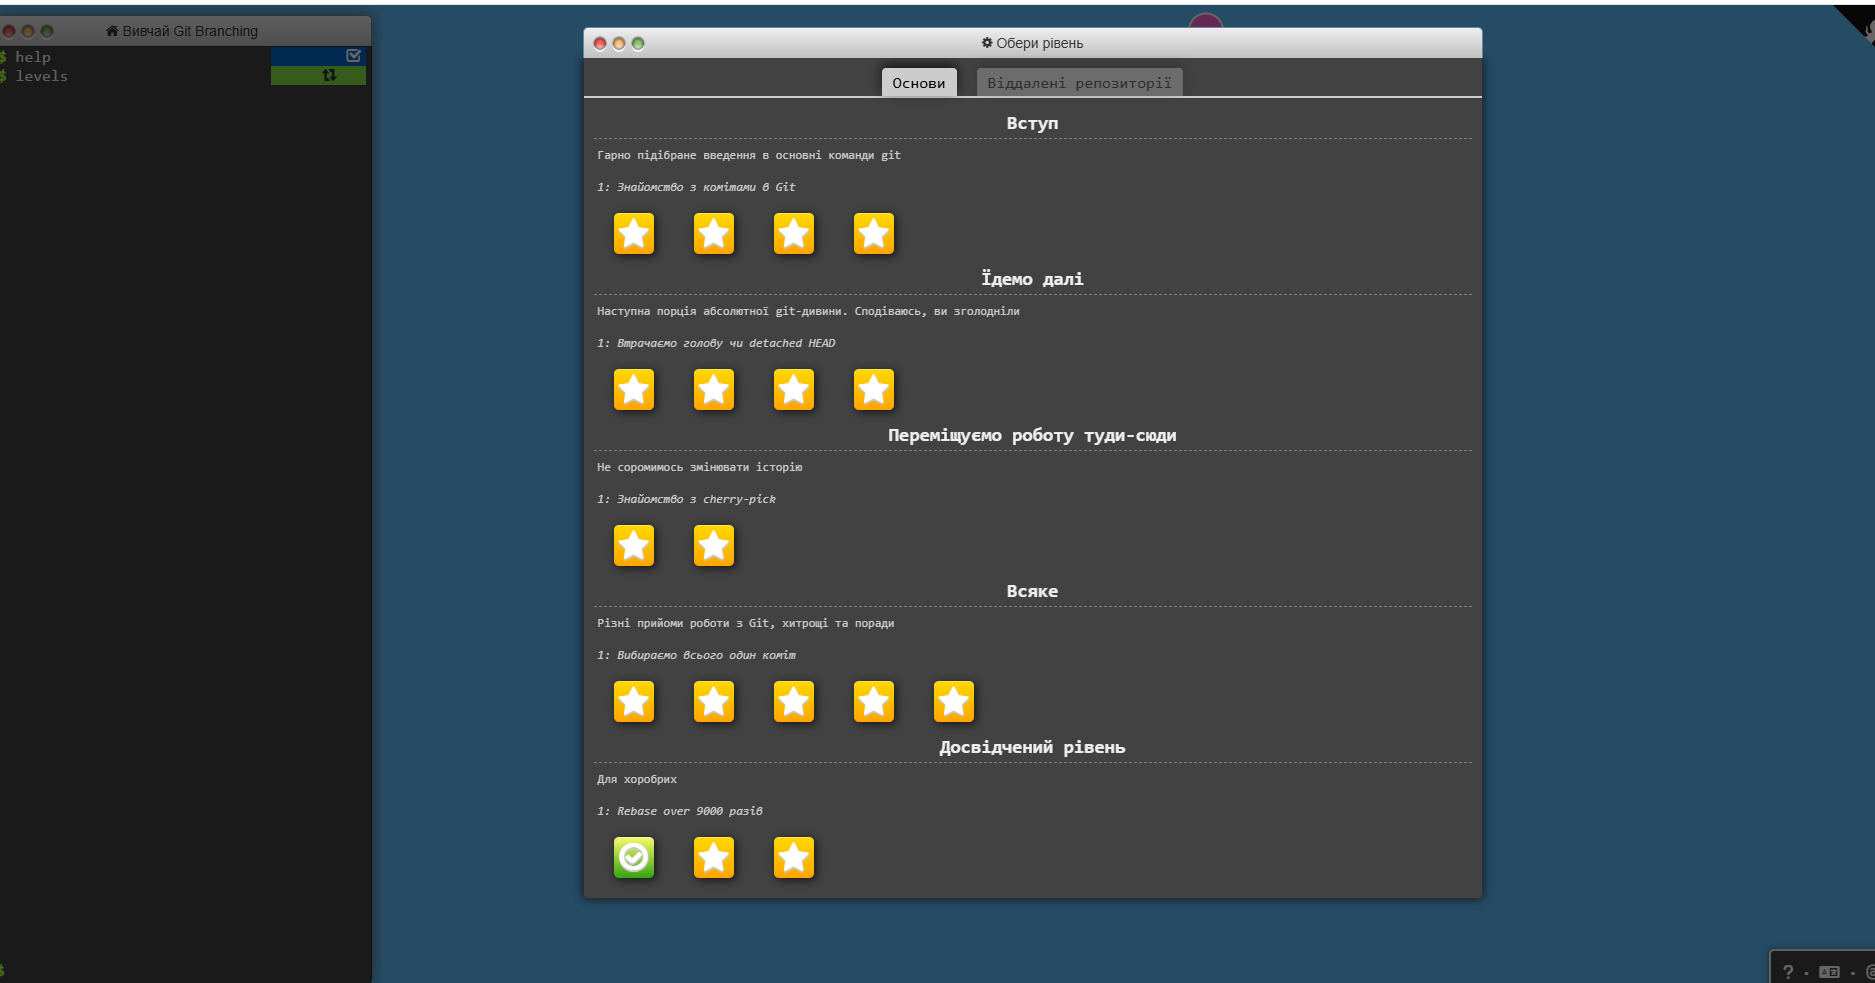 Вивчай Git Branching
$ help
$ levels
$
Обери рівень
Основи
Віддалені репозиторії
Вступ
Гарно підібране введення в основні команди git
1: Знайомство з комітами в Git
Їдемо далі
Наступна порція абсолютної git-дивини. Сподіваюсь, ви зголодніли
1: Втрачаємо голову чи detached HEAD
Переміщуємо роботу туди-сюди
Не соромимось змінювати історію
1: Знайомство з cherry-pick
Всяке
Різні прийоми роботи з Git, хитрощі та поради
1: Вибираємо всього один коміт
Досвідчений рівень
Для хоробрих
1: Rebase over 9000 разів
? · ·